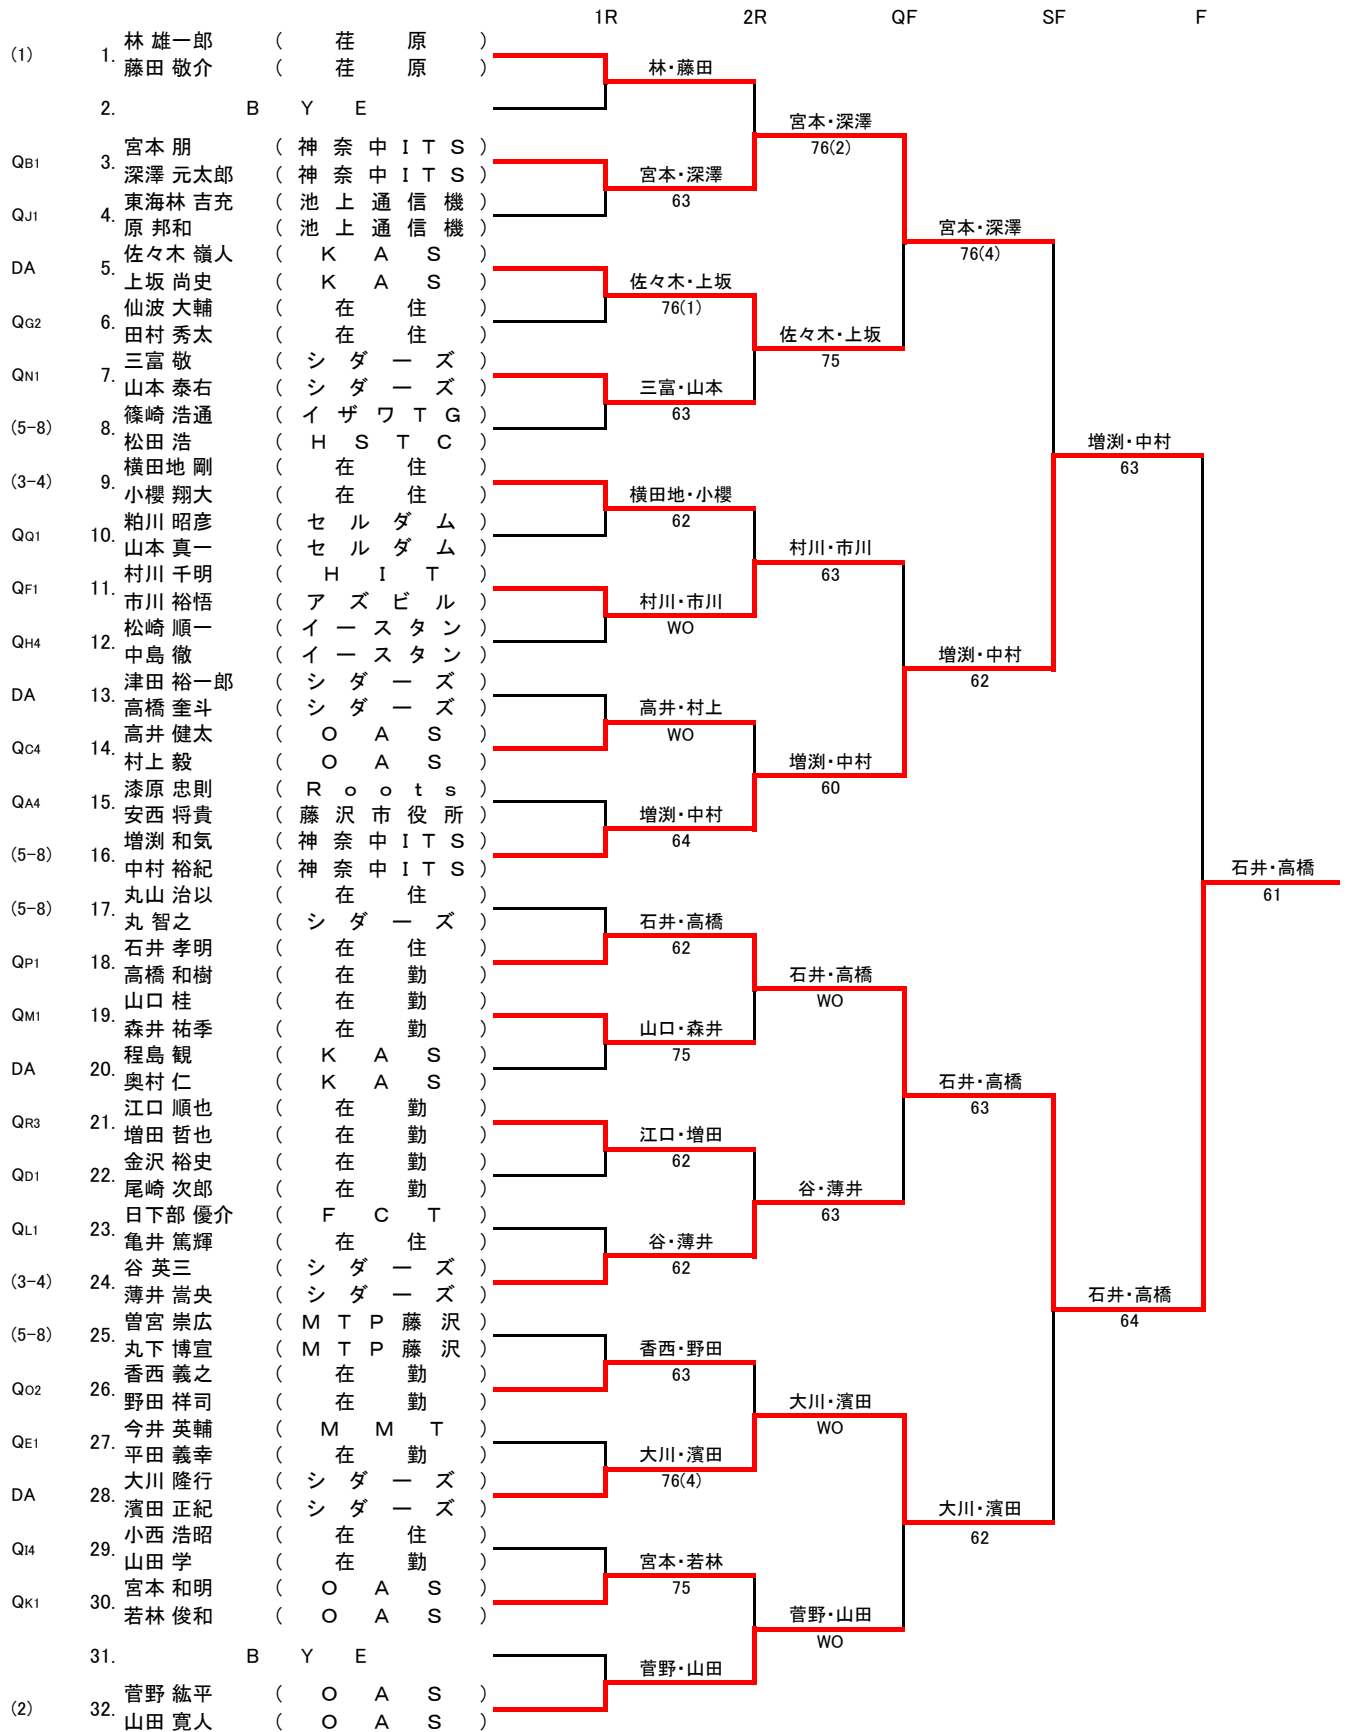 1R 2R QF SF F
林 雄一郎 ( 荏 原 )
(1) 1.
藤田 敬介 ( 荏 原 ) 林・藤田
2. B Y E
宮本・深澤
宮本 朋 ( 神 奈 中 I T S ) 76(2)
QB1 3.
深澤 元太郎 ( 神 奈 中 I T S ) 宮本・深澤
東海林 吉充 ( 池 上 通 信 機 ) 63
QJ1 4.
原 邦和 ( 池 上 通 信 機 ) 宮本・深澤
佐々木 嶺人 ( K A S ) 76(4)
DA 5.
上坂 尚史 ( K A S ) 佐々木・上坂
仙波 大輔 ( 在 住 ) 76(1)
QG2 6.
田村 秀太 ( 在 住 ) 佐々木・上坂
三富 敬 ( シ ダ ー ズ ) 75
QN1 7.
山本 泰右 ( シ ダ ー ズ ) 三富・山本
篠崎 浩通 ( イ ザ ワ T G ) 63
(5-8) 8.
松田 浩 ( H S T C ) 増渕・中村
横田地 剛 ( 在 住 ) 63
(3-4) 9.
小櫻 翔大 ( 在 住 ) 横田地・小櫻
粕川 昭彦 ( セ ル ダ ム ) 62
QQ1 10.
山本 真一 ( セ ル ダ ム ) 村川・市川
村川 千明 ( H I T ) 63
QF1 11.
市川 裕悟 ( ア ズ ビ ル ) 村川・市川
松崎 順一 ( イ ー ス タ ン ) WO
QH4 12.
中島 徹 ( イ ー ス タ ン ) 増渕・中村
津田 裕一郎 ( シ ダ ー ズ ) 62
DA 13.
高橋 奎斗 ( シ ダ ー ズ ) 高井・村上
高井 健太 ( O A S ) WO
QC4 14.
村上 毅 ( O A S ) 増渕・中村
漆原 忠則 ( R o o t s ) 60
QA4 15.
安西 将貴 ( 藤 沢 市 役 所 ) 増渕・中村
増渕 和気 ( 神 奈 中 I T S ) 64
(5-8) 16.
中村 裕紀 ( 神 奈 中 I T S ) 石井・高橋
丸山 治以 ( 在 住 ) 61
(5-8) 17.
丸 智之 ( シ ダ ー ズ ) 石井・高橋
石井 孝明 ( 在 住 ) 62
QP1 18.
高橋 和樹 ( 在 勤 ) 石井・高橋
山口 桂 ( 在 勤 ) WO
QM1 19.
森井 祐季 ( 在 勤 ) 山口・森井
程島 観 ( K A S ) 75
DA 20.
奥村 仁 ( K A S ) 石井・高橋
江口 順也 ( 在 勤 ) 63
QR3 21.
増田 哲也 ( 在 勤 ) 江口・増田
金沢 裕史 ( 在 勤 ) 62
QD1 22.
尾崎 次郎 ( 在 勤 ) 谷・薄井
日下部 優介 ( F C T ) 63
QL1 23.
亀井 篤輝 ( 在 住 ) 谷・薄井
谷 英三 ( シ ダ ー ズ ) 62
(3-4) 24.
薄井 嵩央 ( シ ダ ー ズ ) 石井・高橋
曽宮 崇広 ( M T P 藤 沢 ) 64
(5-8) 25.
丸下 博宣 ( M T P 藤 沢 ) 香西・野田
香西 義之 ( 在 勤 ) 63
QO2 26.
野田 祥司 ( 在 勤 ) 大川・濱田
今井 英輔 ( M M T ) WO
QE1 27.
平田 義幸 ( 在 勤 ) 大川・濱田
大川 隆行 ( シ ダ ー ズ ) 76(4)
DA 28.
濱田 正紀 ( シ ダ ー ズ ) 大川・濱田
小西 浩昭 ( 在 住 ) 62
QI4 29.
山田 学 ( 在 勤 ) 宮本・若林
宮本 和明 ( O A S ) 75
QK1 30.
若林 俊和 ( O A S ) 菅野・山田
WO
31. B Y E
菅野・山田
菅野 紘平 ( O A S )
(2) 32.
山田 寛人 ( O A S )